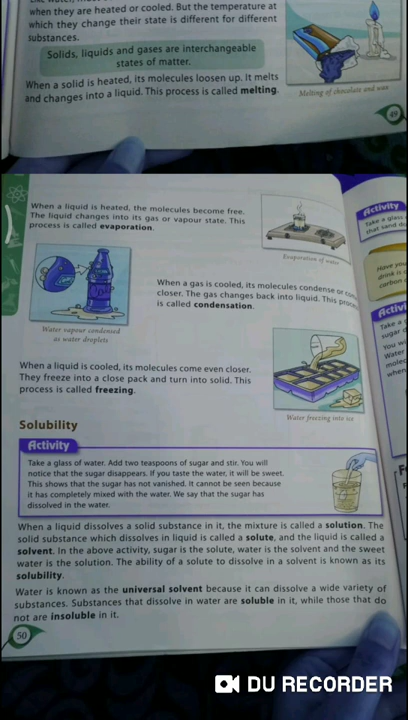 when they are heated or cooled. But the temperature at
which they change their state is different for different
substances.
Solids, liquids and gases are interchangeable
states of matter.
When a solid is heated, its molecules loosen up. It melts
and changes into a liquid. This process is called melting.
Melting of chocolate and wax
49
When a liquid is heated, the molecules become free.
The liquid changes into its gas or vapour state. This
process is called evaporation.
Evaporation of water
When a gas is cooled, its molecules condense or
closer. The gas changes back into liquid. This process
is called condensation.
Water vapour condensed
as water droplets
When a liquid is cooled, its molecules come even closer.
They freeze into a close pack and turn into solid. This
process is called freezing.
Water freezing into ice
Solubility
Activity
Take a glass of water. Add two teaspoons of sugar and stir. You will
notice that the sugar disappears. If you taste the water, it will be sweet.
This shows that the sugar has not vanished. It cannot be seen because
it has completely mixed with the water. We say that the sugar has
dissolved in the water.
When a liquid dissolves a solid substance in it, the mixture is called a solution. The
solid substance which dissolves in liquid is called a solute, and the liquid is called a
solvent. In the above activity, sugar is the solute, water is the solvent and the sweet
water is the solution. The ability of a solute to dissolve in a solvent is known as its
solubility.
Water is known as the universal solvent because it can dissolve a wide variety of
substances. Substances that dissolve in water are soluble in it, while those that do
not are insoluble in it.
50
Activity
Take a glass
that sand do
Have you
drink is
carbon
Activi
Take a
sugar
You wi
Water
molec
when
DU RECORDER